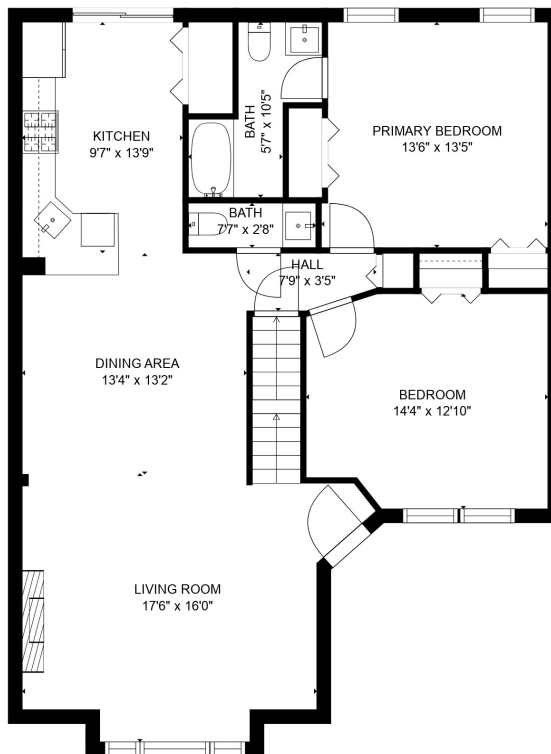 KITCHEN
9'7" x 13'9"
BATH
5'7" x 10'5"
PRIMARY BEDROOM
13'6" x 13'5"
BATH
7'7" x 2'8"
HALL
7'9" x 3'5"
DINING AREA
13'4" x 13'2"
BEDROOM
14'4" x 12'10"
LIVING ROOM
17'6" x 16'0"